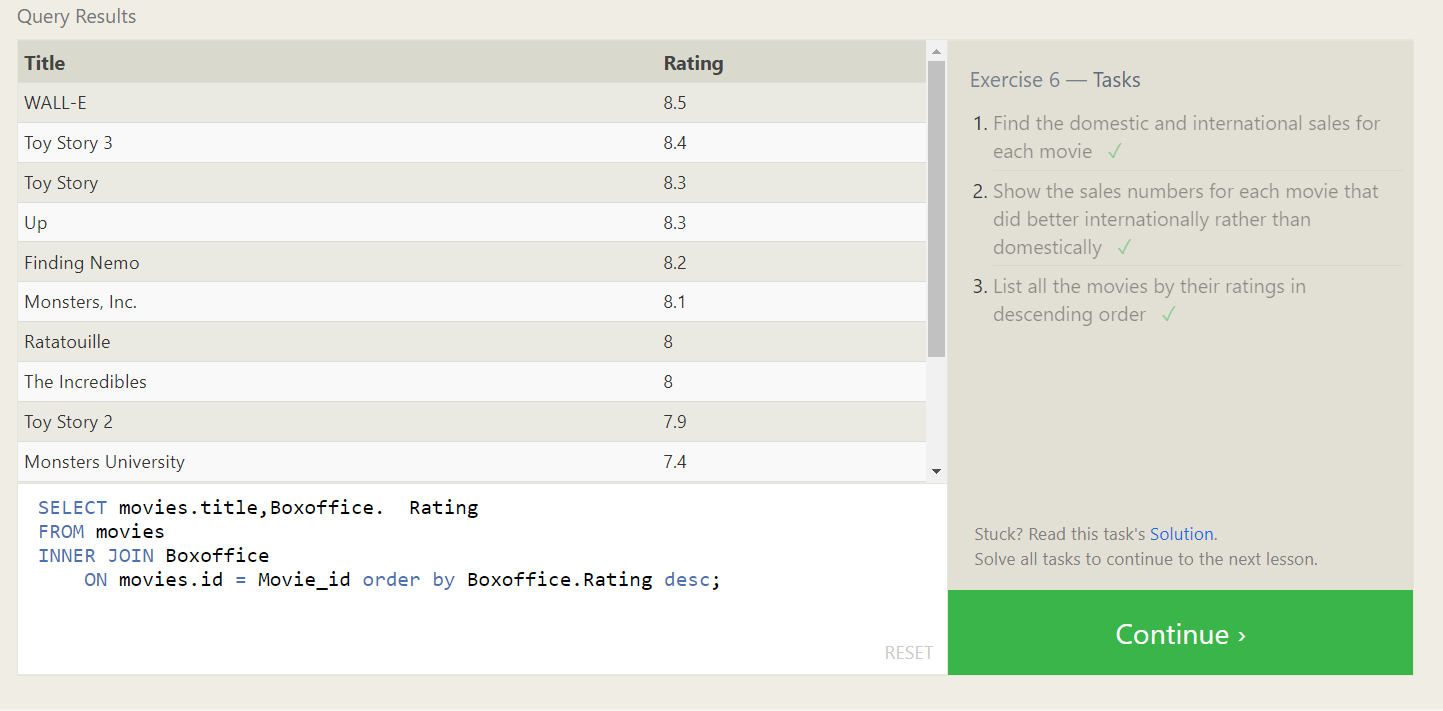 Query Results
Title Rating
WALL-E 8.5
Toy Story 3 8.4
Toy Story 8.3
Up 8.3
Finding Nemo 8.2
Monsters, Inc. 8.1
Ratatouille 8
The Incredibles 8
Toy Story 2 7.9
Monsters University 7.4
SELECT movies.title,Boxoffice.  Rating
FROM movies
INNER JOIN Boxoffice
    ON movies.id = Movie_id order by Boxoffice.Rating desc;
RESET
Exercise 6 — Tasks
1. Find the domestic and international sales for
each movie ✓
2. Show the sales numbers for each movie that
did better internationally rather than
domestically ✓
3. List all the movies by their ratings in
descending order ✓
Stuck? Read this task's Solution.
Solve all tasks to continue to the next lesson.
Continue ›